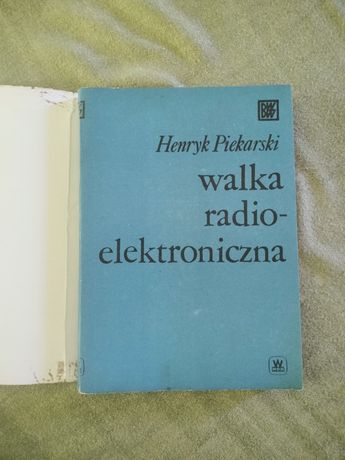 Henryk Piekarski
walka
radio-
elektroniczna